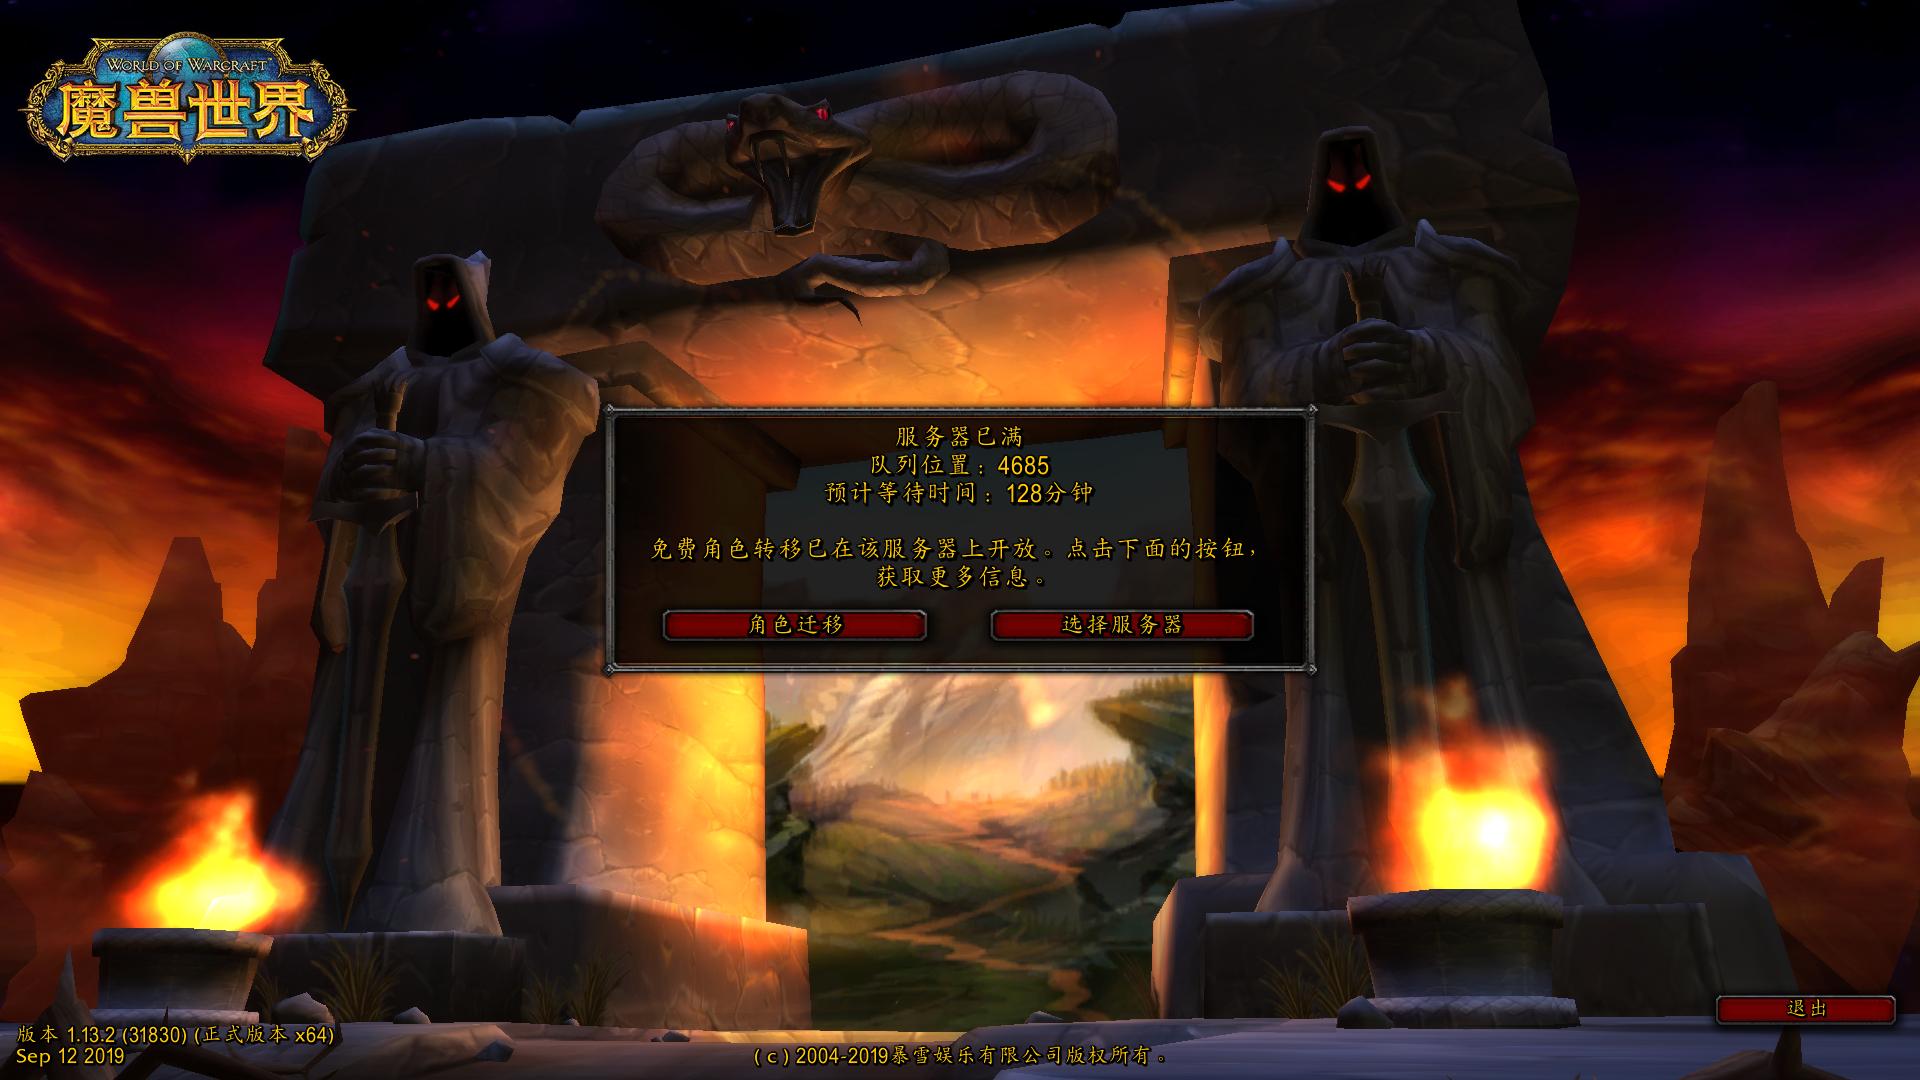 WORLD OF WARCRAFT
魔兽世界
服务器已满
队列位置：4685
预计等待时间：128分钟
免费角色转移已在该服务器上开放。点击下面的按钮，
获取更多信息。
角色迁移
选择服务器
退出
版本 1.13.2 (31830) (正式版本 x64)
Sep 12 2019
(c) 2004-2019暴雪娱乐有限公司版权所有。